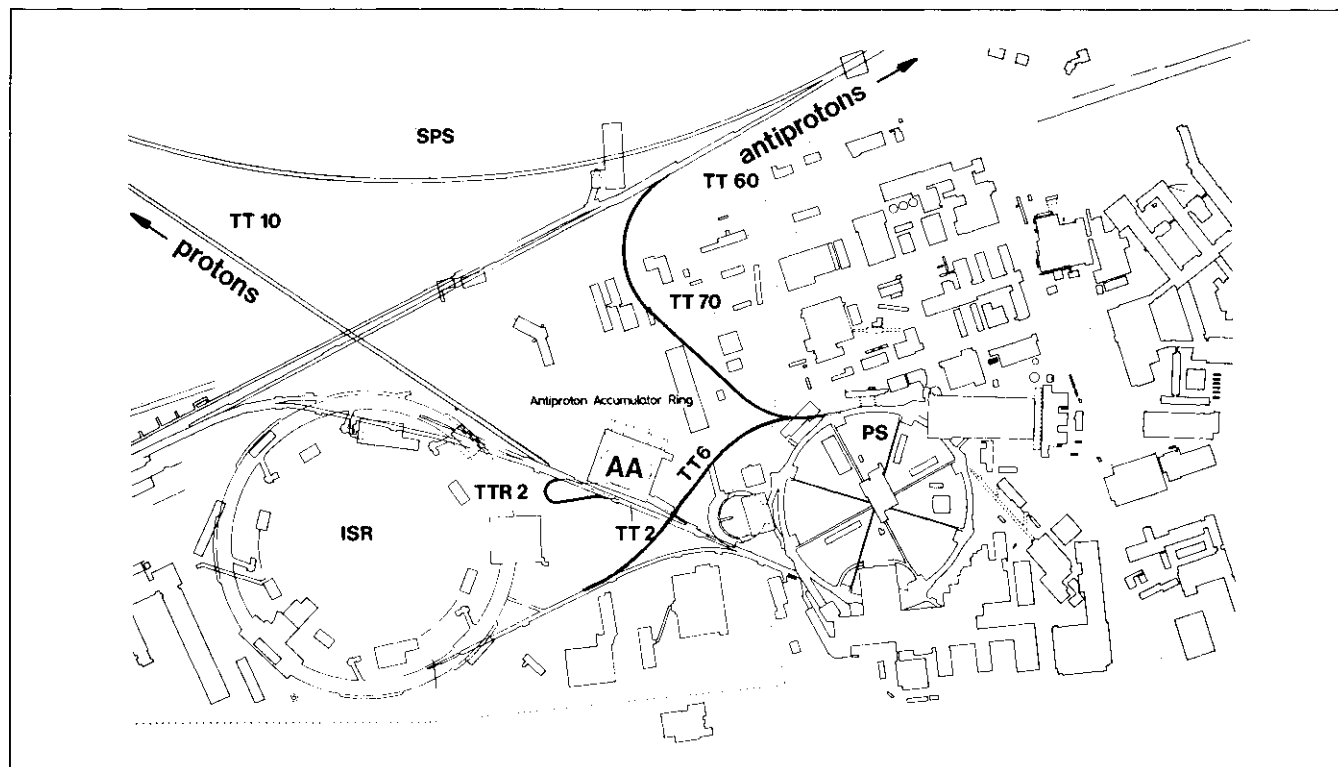 SPS
antiprotons
TT 60
TT 10
protons
TT 70
Antiproton Accumulator Ring
PS
AA
TT6
TTR 2
TT 2
ISR